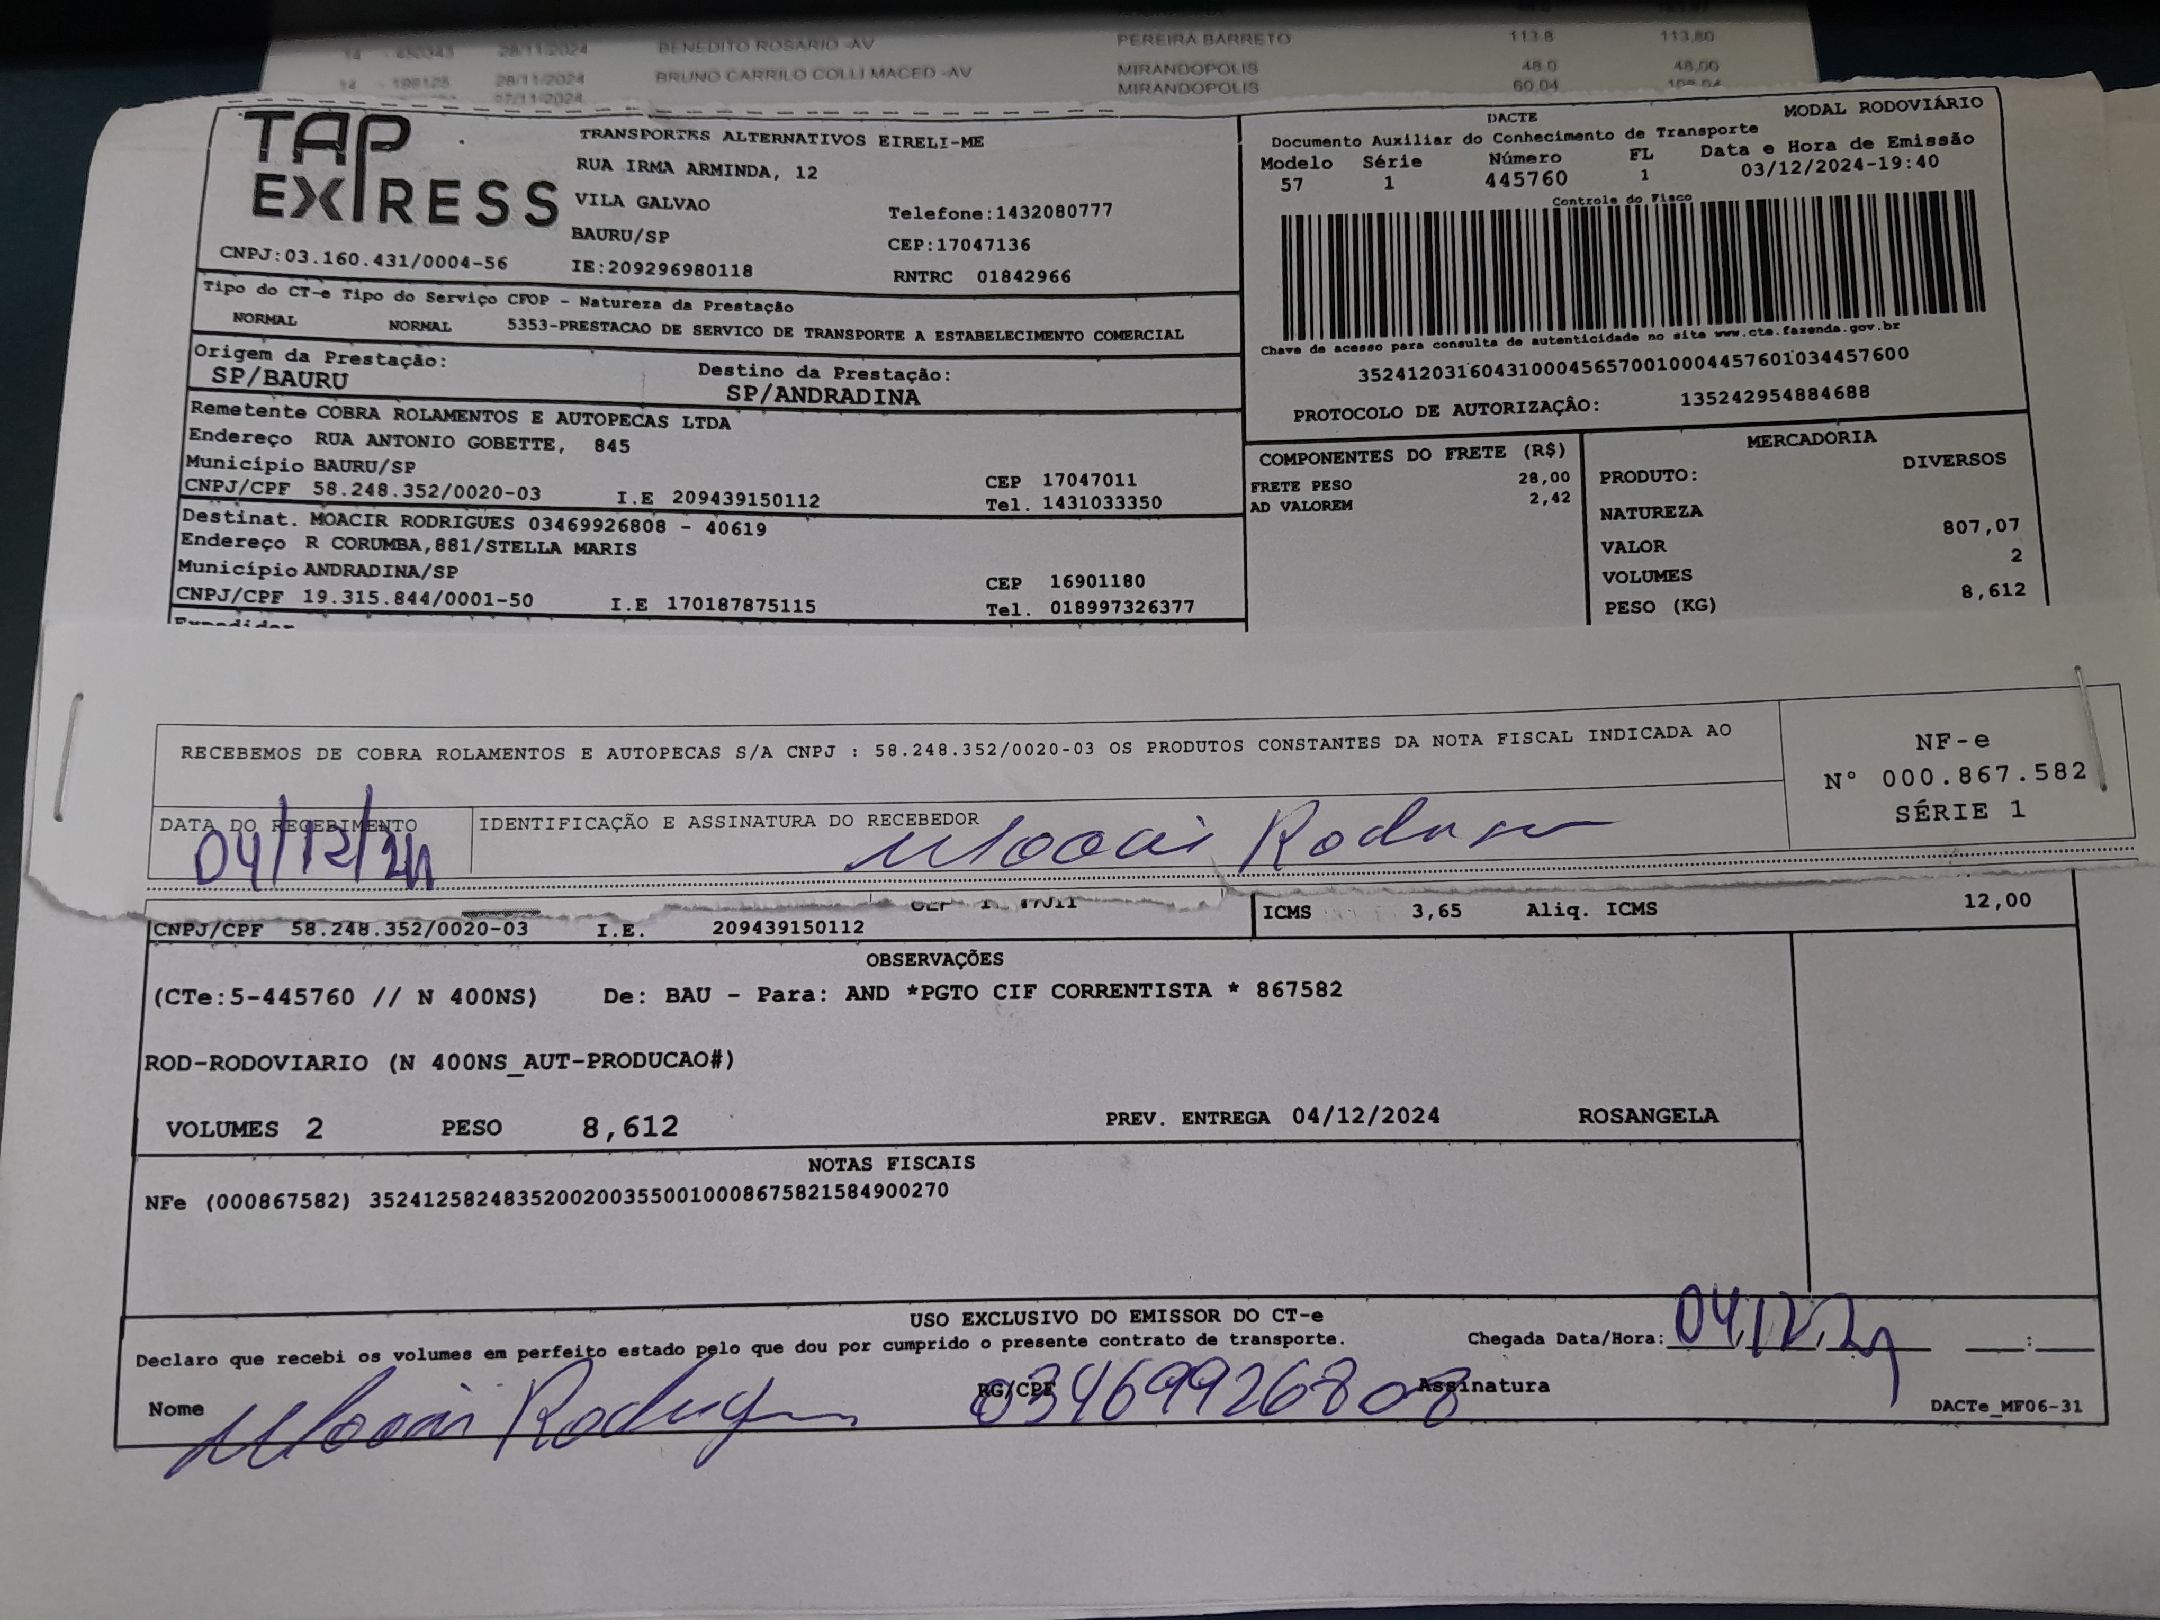 14 - 450343 28/11/2024 BENEDITO ROSARIO -AV PEREIRA BARRETO 113.8 113,80
14 - 198125 28/11/2024 BRUNO CARRILO COLLI MACED -AV MIRANDOPOLIS 48.0 48,00
27/11/2024 MIRANDOPOLIS 60.04
TAP EXPRESS
TRANSPORTES ALTERNATIVOS EIRELI-ME
RUA IRMA ARMINDA, 12
VILA GALVAO Telefone:1432080777
BAURU/SP CEP:17047136
CNPJ:03.160.431/0004-56 IE:209296980118 RNTRC 01842966
DACTE MODAL RODOVIÁRIO
Documento Auxiliar do Conhecimento de Transporte
Modelo Série Número FL Data e Hora de Emissão
57 1 445760 1 03/12/2024-19:40
Controle do Fisco
Chave de acesso para consulta de autenticidade no site www.cte.fazenda.gov.br
35241203160431000456570010004457601034457600
PROTOCOLO DE AUTORIZAÇÃO: 135242954884688
Tipo do CT-e Tipo do Serviço CFOP - Natureza da Prestação
NORMAL NORMAL 5353-PRESTACAO DE SERVICO DE TRANSPORTE A ESTABELECIMENTO COMERCIAL
Origem da Prestação: Destino da Prestação:
SP/BAURU SP/ANDRADINA
Remetente COBRA ROLAMENTOS E AUTOPECAS LTDA
Endereço RUA ANTONIO GOBETTE, 845
Município BAURU/SP CEP 17047011
CNPJ/CPF 58.248.352/0020-03 I.E 209439150112 Tel. 1431033350
Destinat. MOACIR RODRIGUES 03469926808 - 40619
Endereço R CORUMBA,881/STELLA MARIS
Município ANDRADINA/SP CEP 16901180
CNPJ/CPF 19.315.844/0001-50 I.E 170187875115 Tel. 018997326377
Expedidor
COMPONENTES DO FRETE (R$)
FRETE PESO 28,00
AD VALOREM 2,42
MERCADORIA
PRODUTO: DIVERSOS
NATUREZA
VALOR 807,07
VOLUMES 2
PESO (KG) 8,612
RECEBEMOS DE COBRA ROLAMENTOS E AUTOPECAS S/A CNPJ : 58.248.352/0020-03 OS PRODUTOS CONSTANTES DA NOTA FISCAL INDICADA AO
NF-e
N° 000.867.582
SÉRIE 1
DATA DO RECEBIMENTO IDENTIFICAÇÃO E ASSINATURA DO RECEBEDOR
04/12/24 Moacir Rodrigues
CNPJ/CPF 58.248.352/0020-03 I.E. 209439150112
ICMS 3,65 Aliq. ICMS 12,00
OBSERVAÇÕES
(CTe:5-445760 // N 400NS) De: BAU - Para: AND *PGTO CIF CORRENTISTA * 867582
ROD-RODOVIARIO (N 400NS_AUT-PRODUCAO#)
VOLUMES 2 PESO 8,612 PREV. ENTREGA 04/12/2024 ROSANGELA
NOTAS FISCAIS
NFe (000867582) 35241258248352002003550010008675821584900270
USO EXCLUSIVO DO EMISSOR DO CT-e
Declaro que recebi os volumes em perfeito estado pelo que dou por cumprido o presente contrato de transporte. Chegada Data/Hora: 04/12/24 :
Nome Moacir Rodrigues RG/CPF 03469926808 Assinatura
DACTe_MF06-31